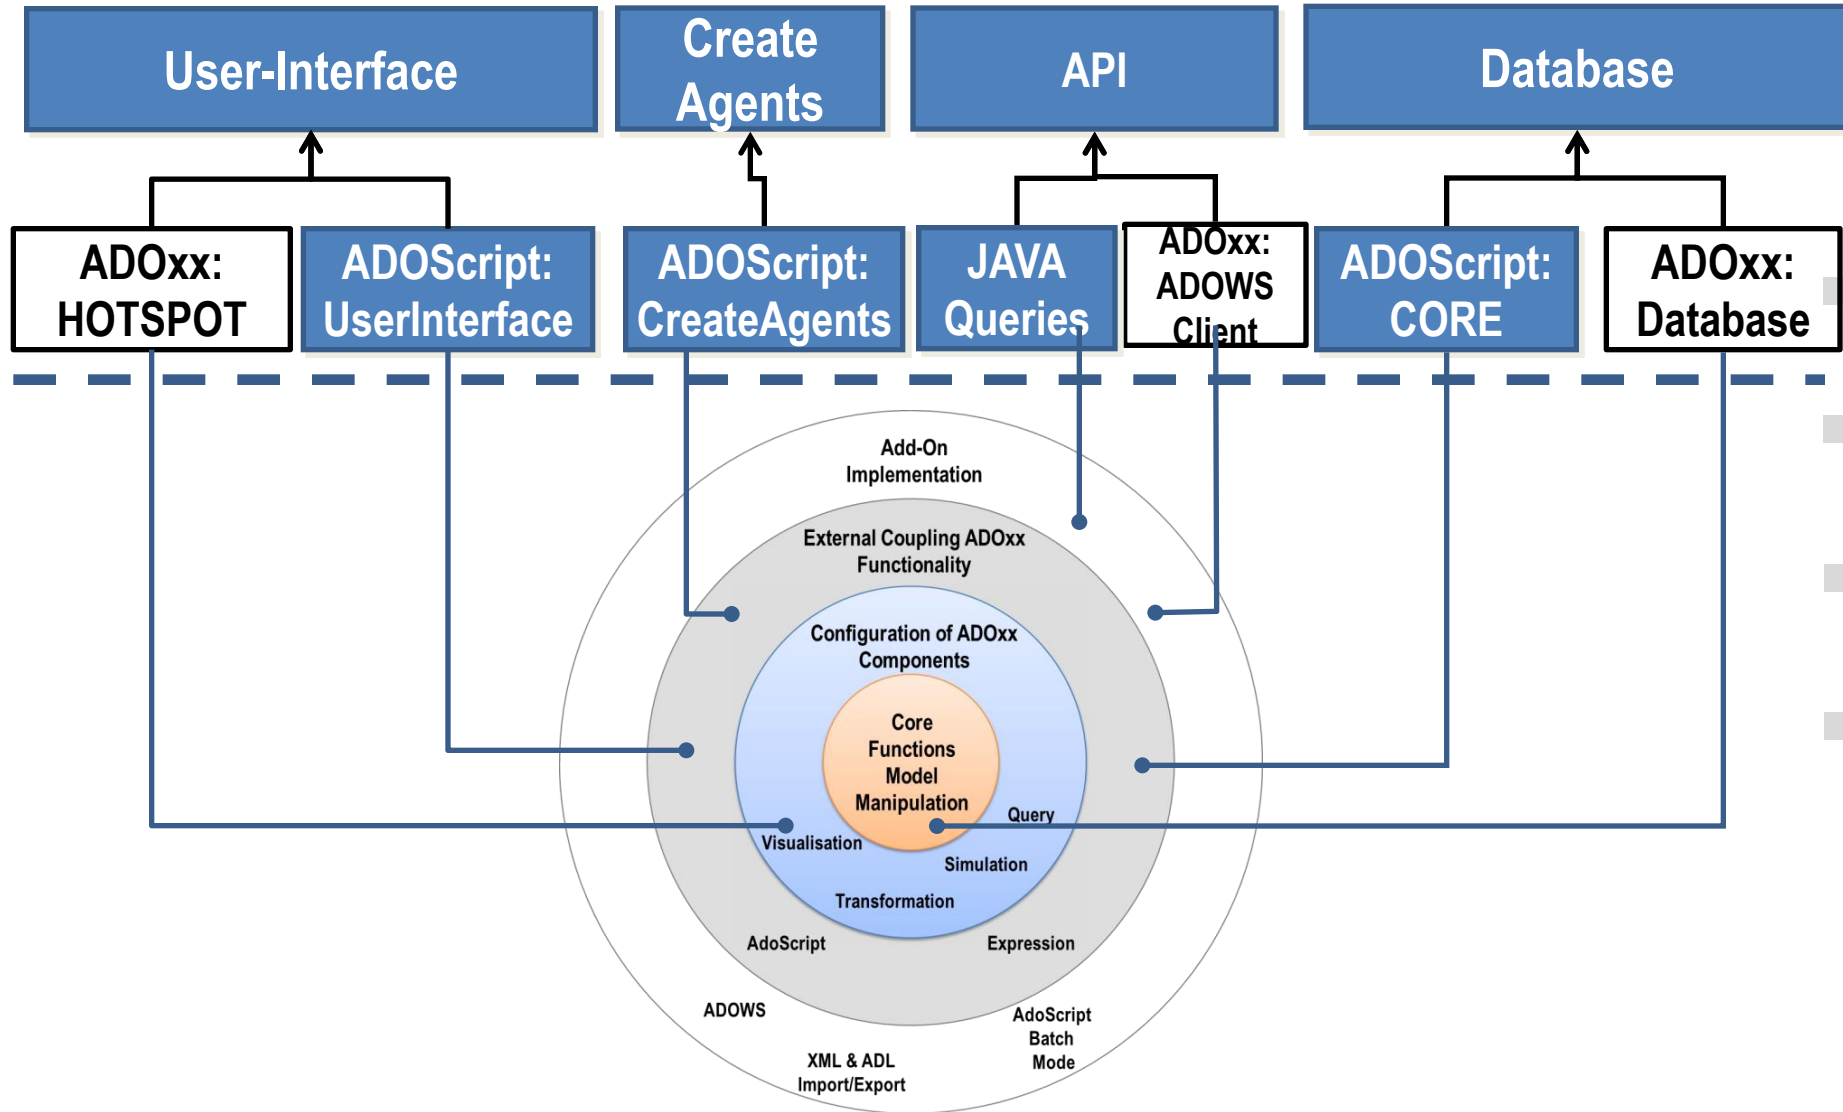 User-Interface
Create
Agents
API
Database
ADOxx:
HOTSPOT
ADOScript:
UserInterface
ADOScript:
CreateAgents
JAVA
Queries
ADOxx:
ADOWS
Client
ADOScript:
CORE
ADOxx:
Database
Add-On
Implementation
External Coupling ADOxx
Functionality
Configuration of ADOxx
Components
Core
Functions
Model
Manipulation
Query
Visualisation
Simulation
Transformation
AdoScript
Expression
ADOWS
AdoScript
Batch
Mode
XML & ADL
Import/Export